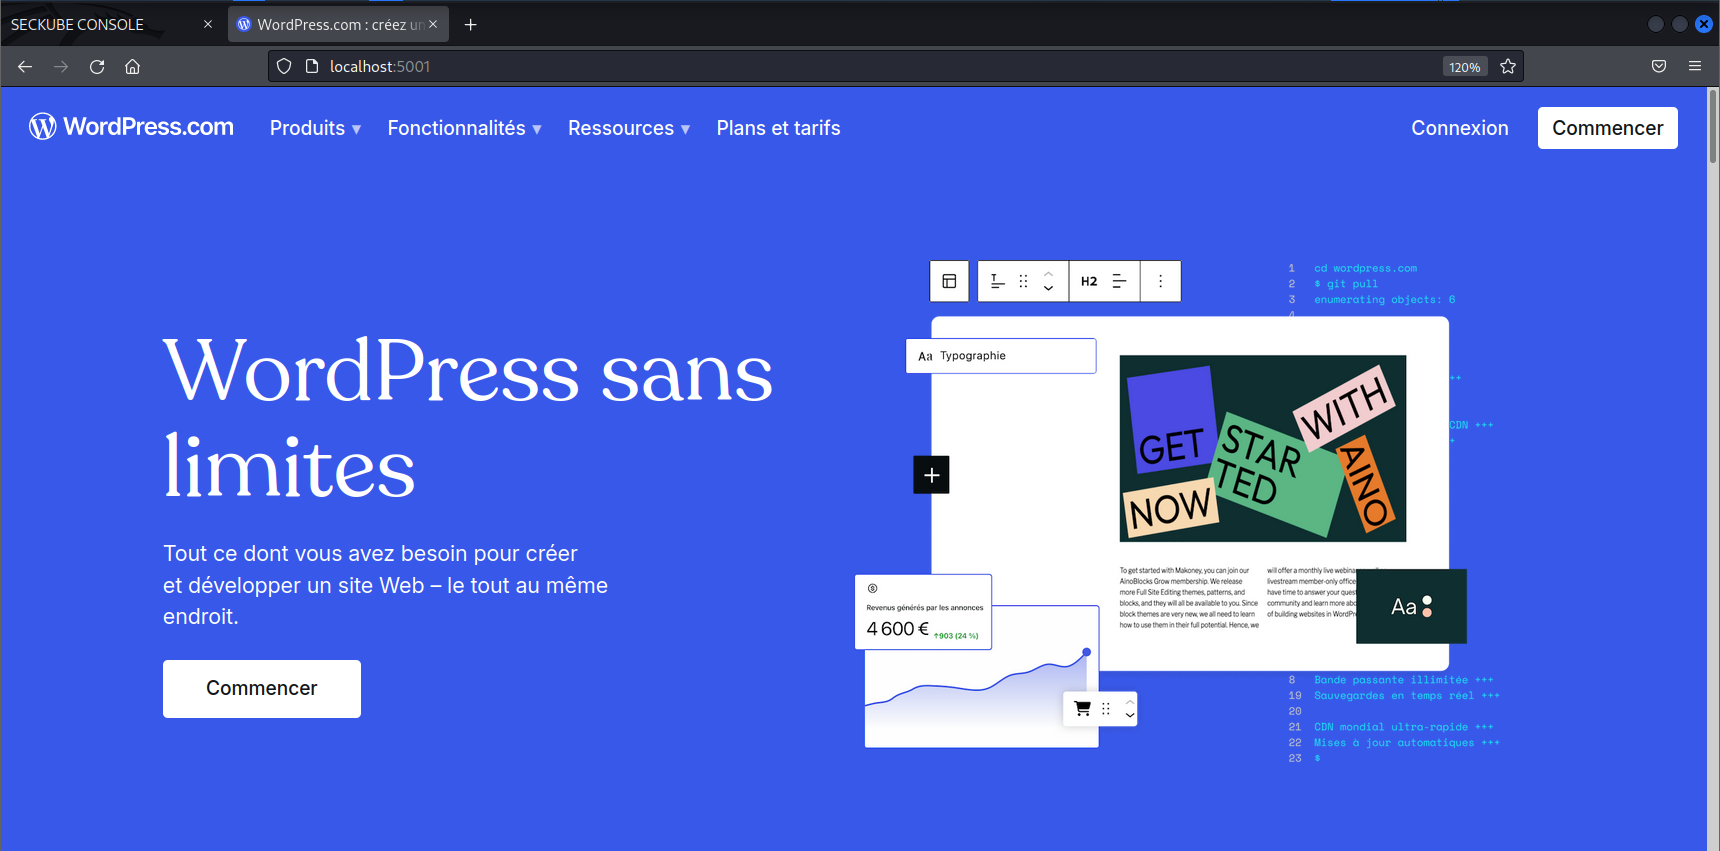 SECKUBE CONSOLE
WordPress.com : créez un
localhost:5001
120%
WordPress.com
Produits
Fonctionnalités
Ressources
Plans et tarifs
Connexion
Commencer
WordPress sans
limites
Tout ce dont vous avez besoin pour créer
et développer un site Web – le tout au même
endroit.
Commencer
H2
1 cd wordpress.com
2 $ git pull
3 enumerating objects: 6
4
Aa Typographie
++
CDN +++
+
GET
STAR
TED
WITH
AINO
NOW
To get started with Makoney, you can join our
AinoBlocks Grow membership. We release
more Full Site Editing themes, patterns, and
blocks, and they will all be available to you. Since
block themes are very new, we all need to learn
how to use them in their full potential. Hence, we
will offer a monthly live webina
livestream member-only office
have time to answer your quest
community and learn more abo
of building websites in WordPr
Aa
Revenus générés par les annonces
4 600 € ↑903 (24 %)
8 Bande passante illimitée +++
19 Sauvegardes en temps réel +++
20
21 CDN mondial ultra-rapide +++
22 Mises à jour automatiques +++
23 $